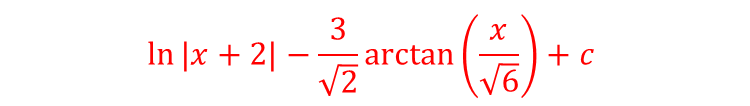 ln |x + 2| − 3/√2 arctan (x/√6) + c